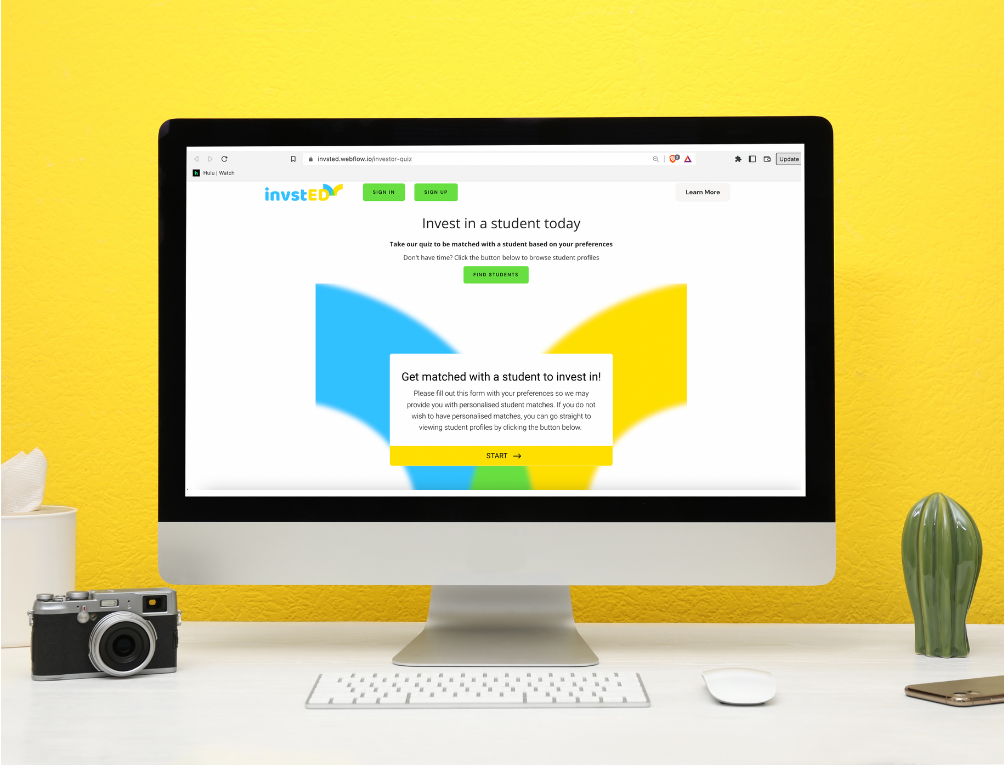 invsted.webflow.io/investor-quiz
Update
h Hulu | Watch
invstED
SIGN IN
SIGN UP
Learn More
Invest in a student today
Take our quiz to be matched with a student based on your preferences
Don't have time? Click the button below to browse student profiles
FIND STUDENTS
Get matched with a student to invest in!
Please fill out this form with your preferences so we may
provide you with personalised student matches. If you do not
wish to have personalised matches, you can go straight to
viewing student profiles by clicking the button below.
START →